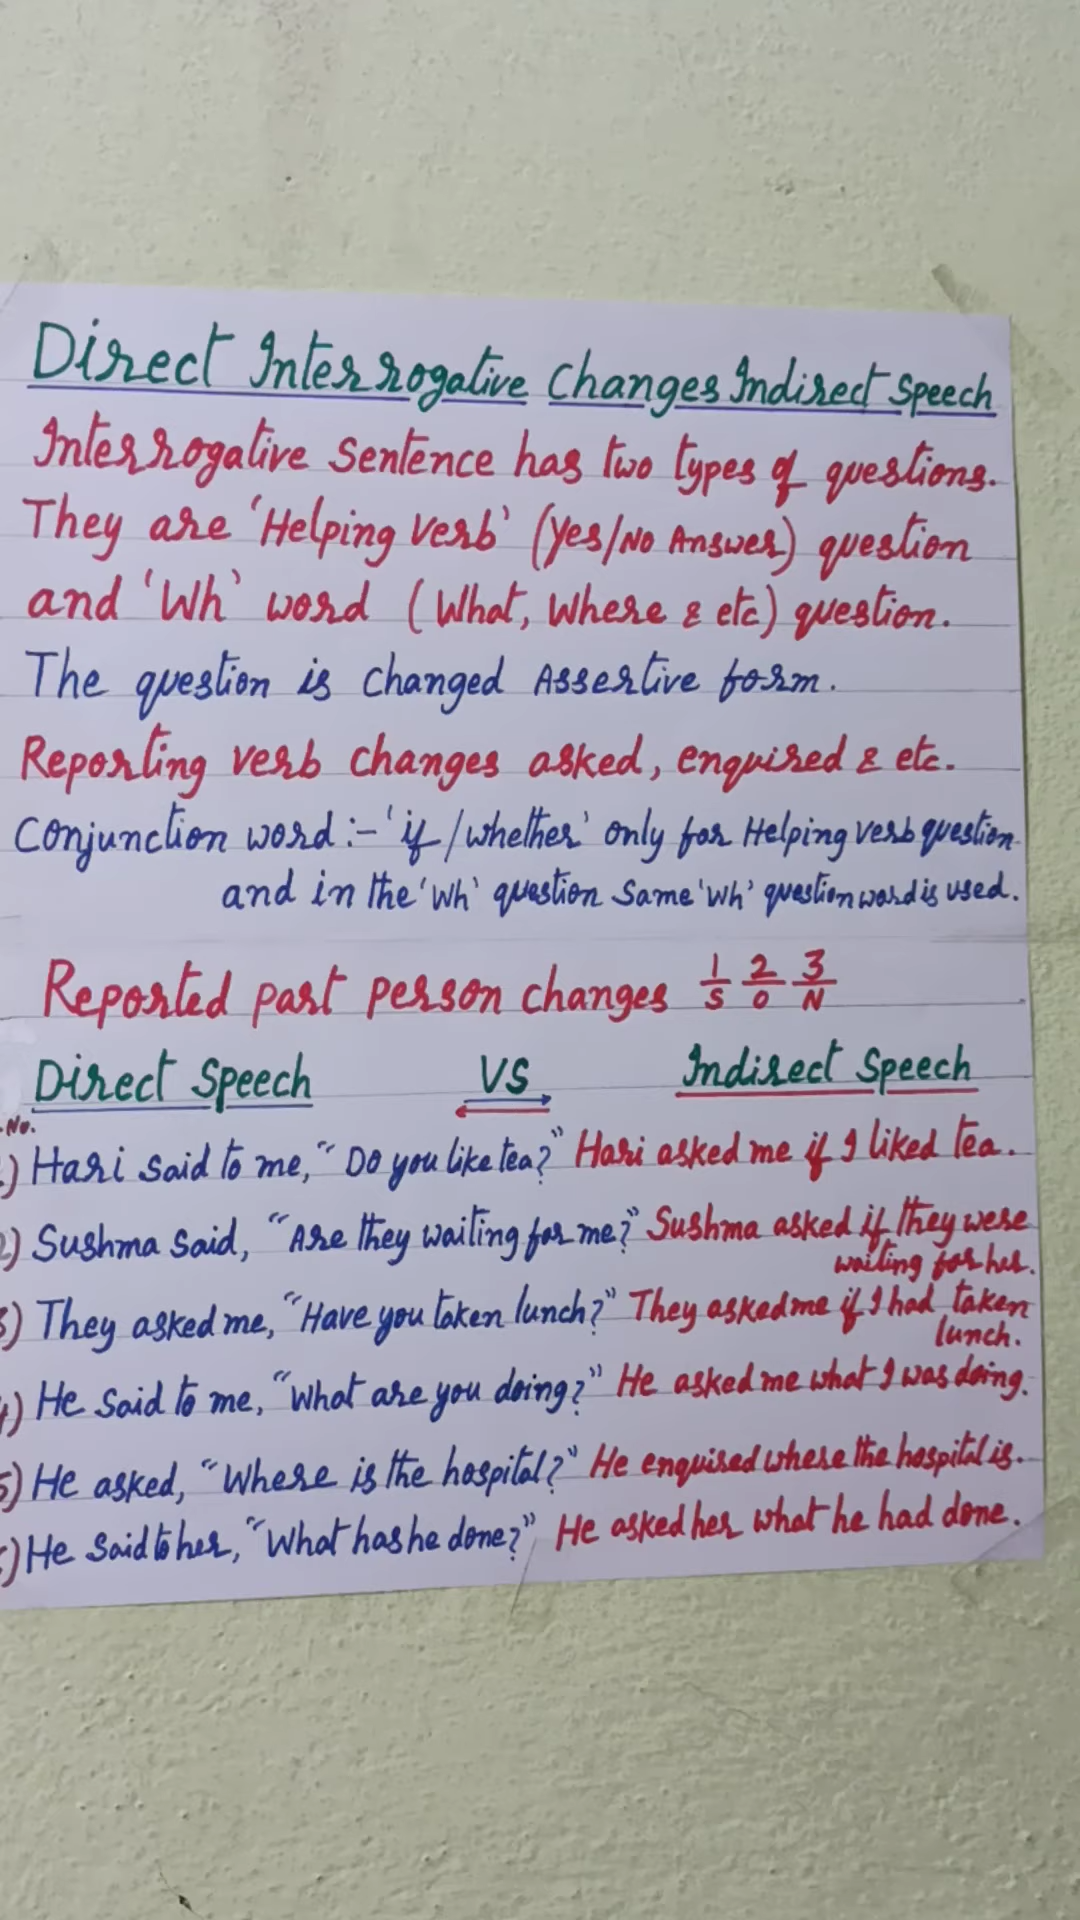 Direct Interrogative Changes Indirect Speech
Interrogative Sentence has two types of questions.
They are 'Helping Verb' (Yes/No Answer) question
and 'Wh' word (What, Where & etc) question.
The question is changed Assertive form.
Reporting verb changes asked, enquired & etc.
Conjunction word :- 'if/whether' only for Helping verb question
and in the 'Wh' question Same 'Wh' question word is used.
Reported part person changes 1/S 2/O 3/N
Direct Speech VS Indirect Speech
No.
) Hari said to me, "Do you like tea?" Hari asked me if I liked tea.
2) Sushma said, "Are they waiting for me?" Sushma asked if they were
waiting for her.
3) They asked me, "Have you taken lunch?" They asked me if I had taken
lunch.
4) He said to me, "What are you doing?" He asked me what I was doing.
5) He asked, "Where is the hospital?" He enquired where the hospital is.
) He said to her, "What has he done?" He asked her what he had done.